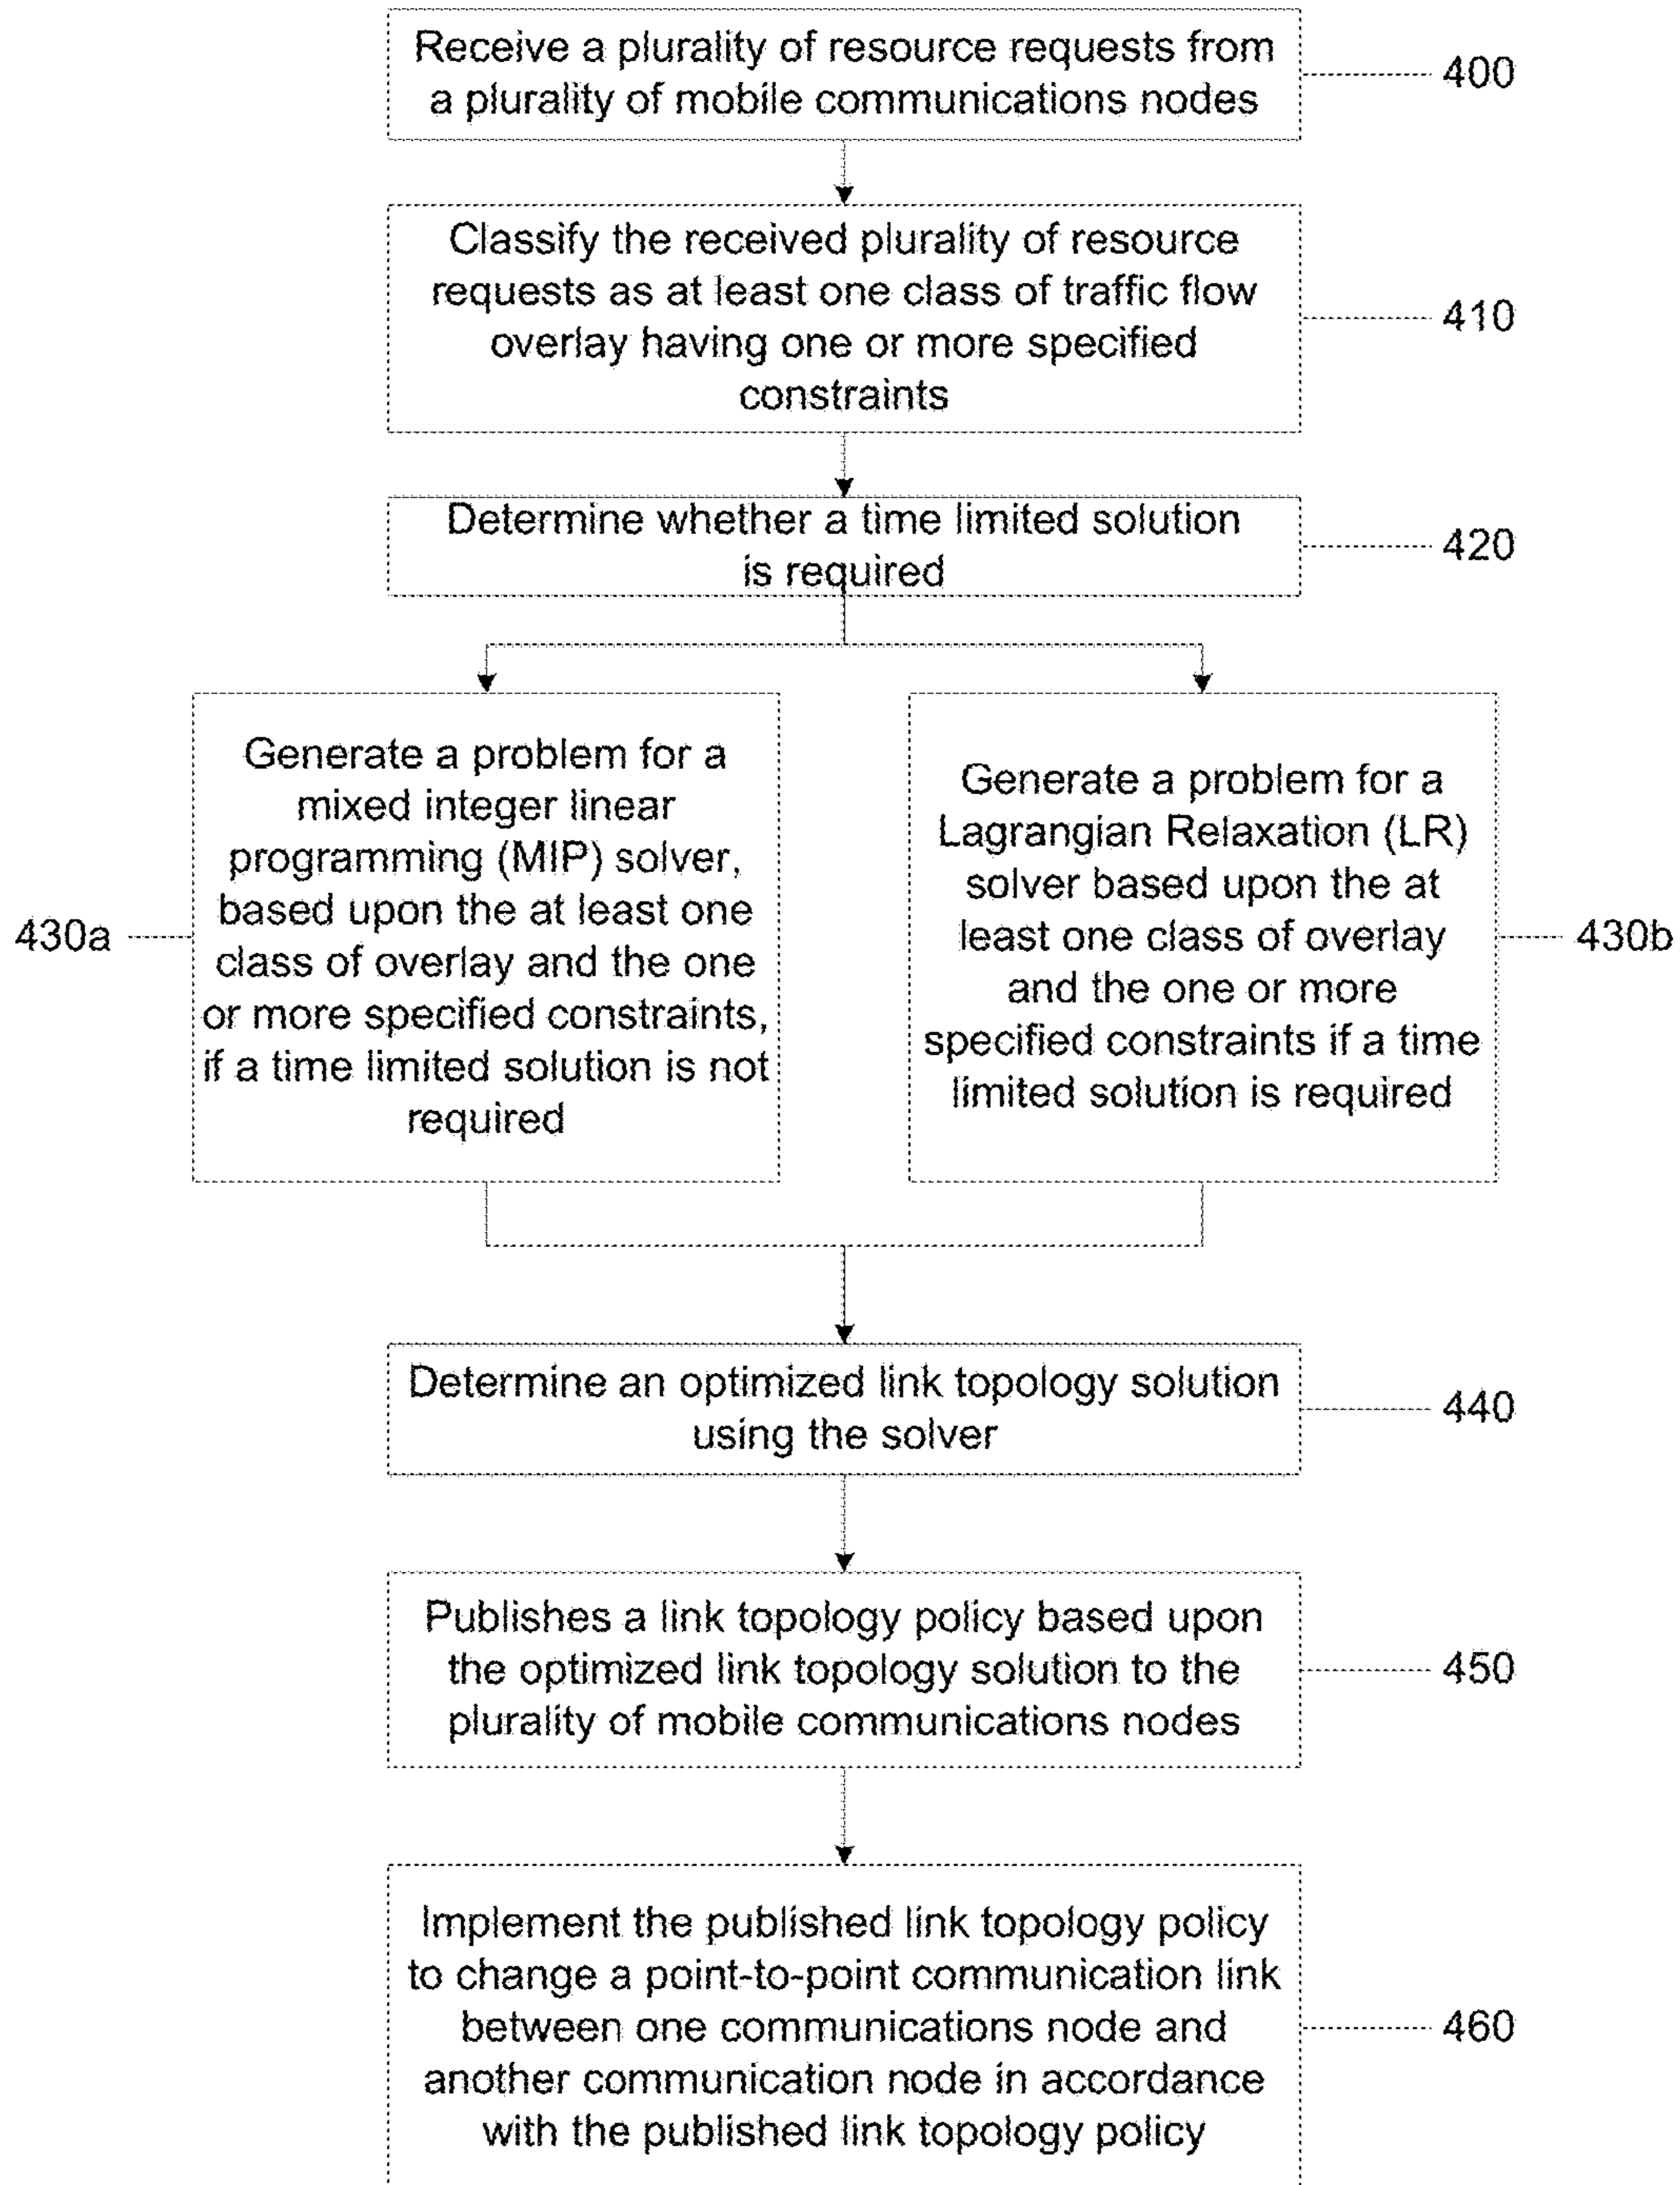 Receive a plurality of resource requests from
a plurality of mobile communications nodes
400
Classify the received plurality of resource
requests as at least one class of traffic flow
overlay having one or more specified
constraints
410
Determine whether a time limited solution
is required
420
Generate a problem for a
mixed integer linear
programming (MIP) solver,
based upon the at least one
class of overlay and the one
or more specified constraints,
if a time limited solution is not
required
430a
Generate a problem for a
Lagrangian Relaxation (LR)
solver based upon the at
least one class of overlay
and the one or more
specified constraints if a time
limited solution is required
430b
Determine an optimized link topology solution
using the solver
440
Publishes a link topology policy based upon
the optimized link topology solution to the
plurality of mobile communications nodes
450
Implement the published link topology policy
to change a point-to-point communication link
between one communications node and
another communication node in accordance
with the published link topology policy
460